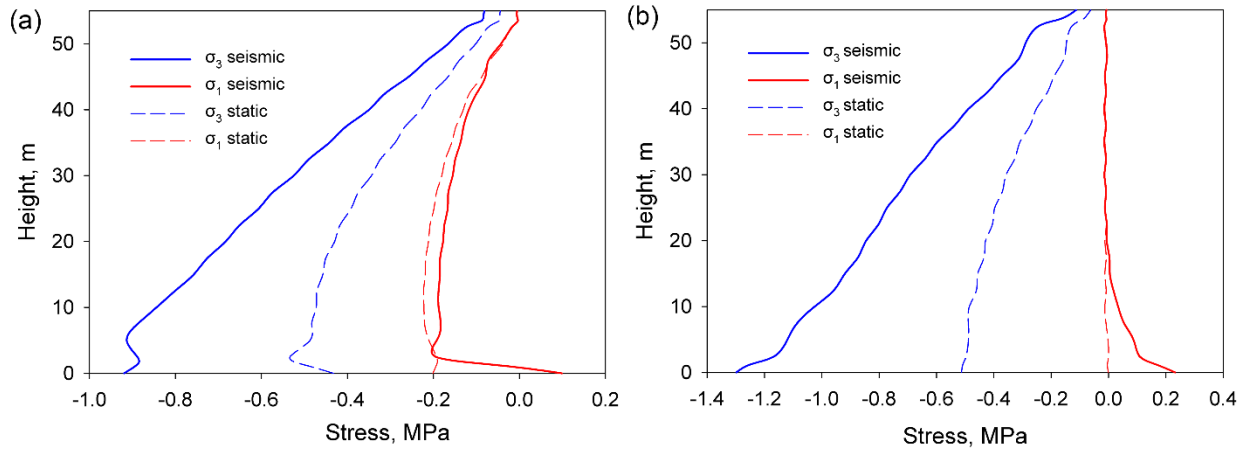 (a)
Height, m
50
40
30
20
10
0
σ3 seismic
σ1 seismic
σ3 static
σ1 static
-1.0 -0.8 -0.6 -0.4 -0.2 0.0 0.2
Stress, MPa
(b)
Height, m
50
40
30
20
10
0
σ3 seismic
σ1 seismic
σ3 static
σ1 static
-1.4 -1.2 -1.0 -0.8 -0.6 -0.4 -0.2 0.0 0.2 0.4
Stress, MPa